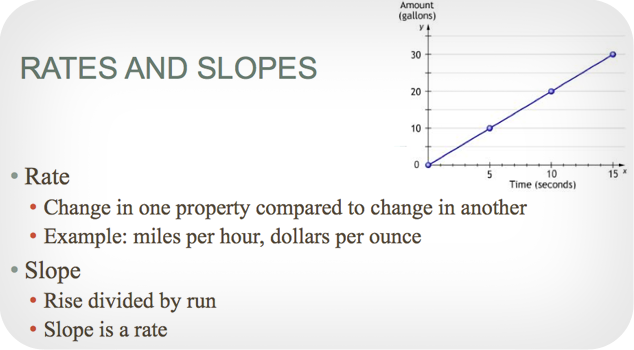 RATES AND SLOPES
• Rate
• Change in one property compared to change in another
• Example: miles per hour, dollars per ounce
• Slope
• Rise divided by run
• Slope is a rate
Amount
(gallons)
y
30
20
10
0
5 10 15 x
Time (seconds)